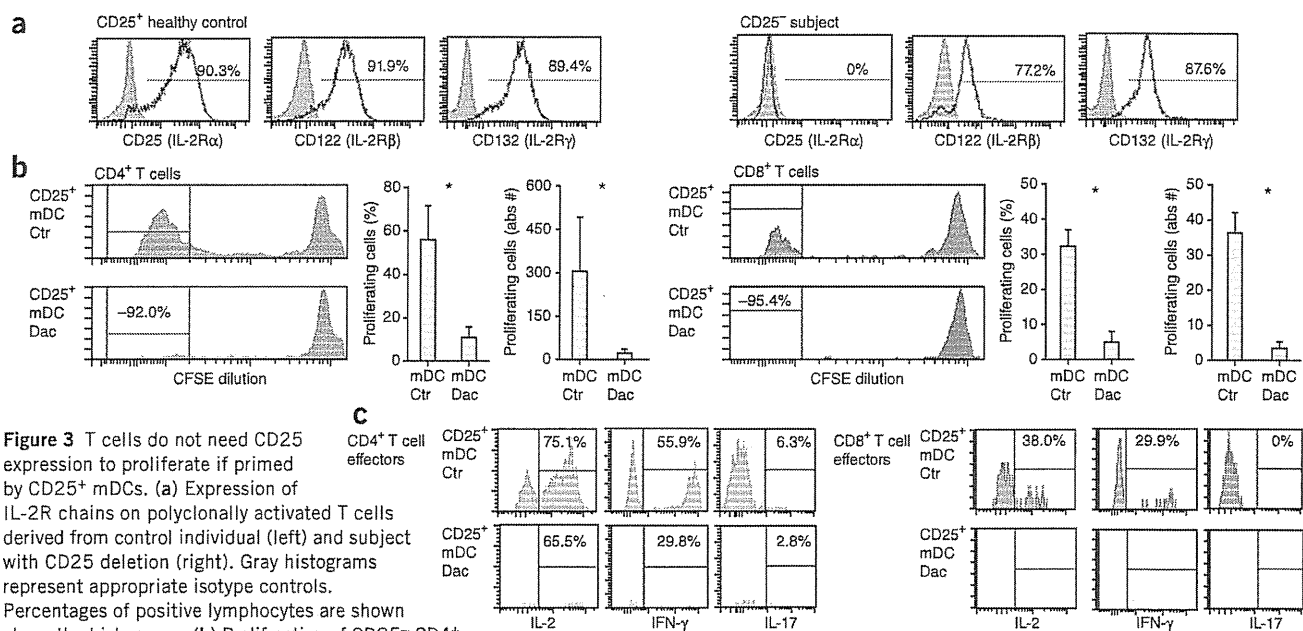 a
CD25⁺ healthy control
90.3%
91.9%
89.4%
CD25 (IL-2Rα)
CD122 (IL-2Rβ)
CD132 (IL-2Rγ)
CD25⁻ subject
0%
77.2%
87.6%
CD25 (IL-2Rα)
CD122 (IL-2Rβ)
CD132 (IL-2Rγ)
b
CD4⁺ T cells
CD25⁺
mDC
Ctr
CD25⁺
mDC
Dac
–92.0%
CFSE dilution
Proliferating cells (%)
80
60
40
20
0
*
mDC Ctr
mDC Dac
Proliferating cells (abs #)
600
450
300
150
0
*
mDC Ctr
mDC Dac
CD8⁺ T cells
CD25⁺
mDC
Ctr
CD25⁺
mDC
Dac
–95.4%
CFSE dilution
Proliferating cells (%)
50
40
30
20
10
0
*
mDC Ctr
mDC Dac
Proliferating cells (abs #)
50
40
30
20
10
0
*
mDC Ctr
mDC Dac
c
CD4⁺ T cell
effectors
CD25⁺
mDC
Ctr
75.1%
55.9%
6.3%
CD25⁺
mDC
Dac
65.5%
29.8%
2.8%
IL-2
IFN-γ
IL-17
CD8⁺ T cell
effectors
CD25⁺
mDC
Ctr
38.0%
29.9%
0%
CD25⁺
mDC
Dac
IL-2
IFN-γ
IL-17
Figure 3 T cells do not need CD25
expression to proliferate if primed
by CD25⁺ mDCs. (a) Expression of
IL-2R chains on polyclonally activated T cells
derived from control individual (left) and subject
with CD25 deletion (right). Gray histograms
represent appropriate isotype controls.
Percentages of positive lymphocytes are shown